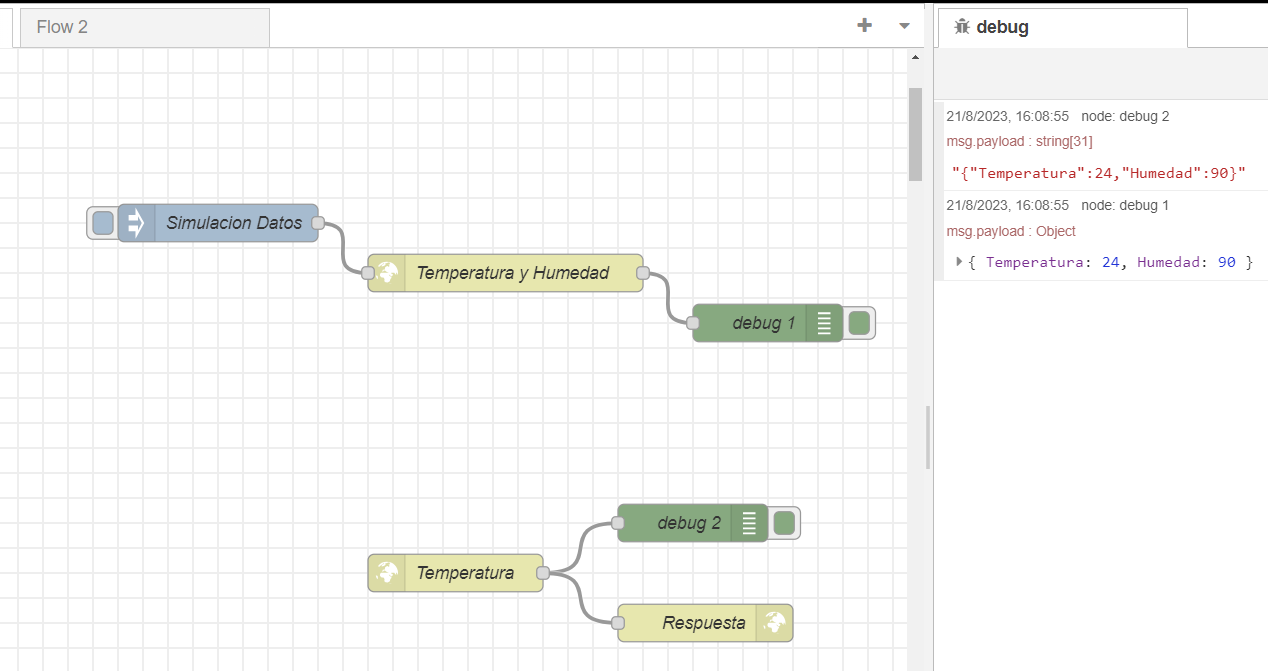 Flow 2
debug
21/8/2023, 16:08:55 node: debug 2
msg.payload : string[31]
"{"Temperatura":24,"Humedad":90}"
21/8/2023, 16:08:55 node: debug 1
msg.payload : Object
{ Temperatura: 24, Humedad: 90 }
Simulacion Datos
Temperatura y Humedad
debug 1
debug 2
Temperatura
Respuesta